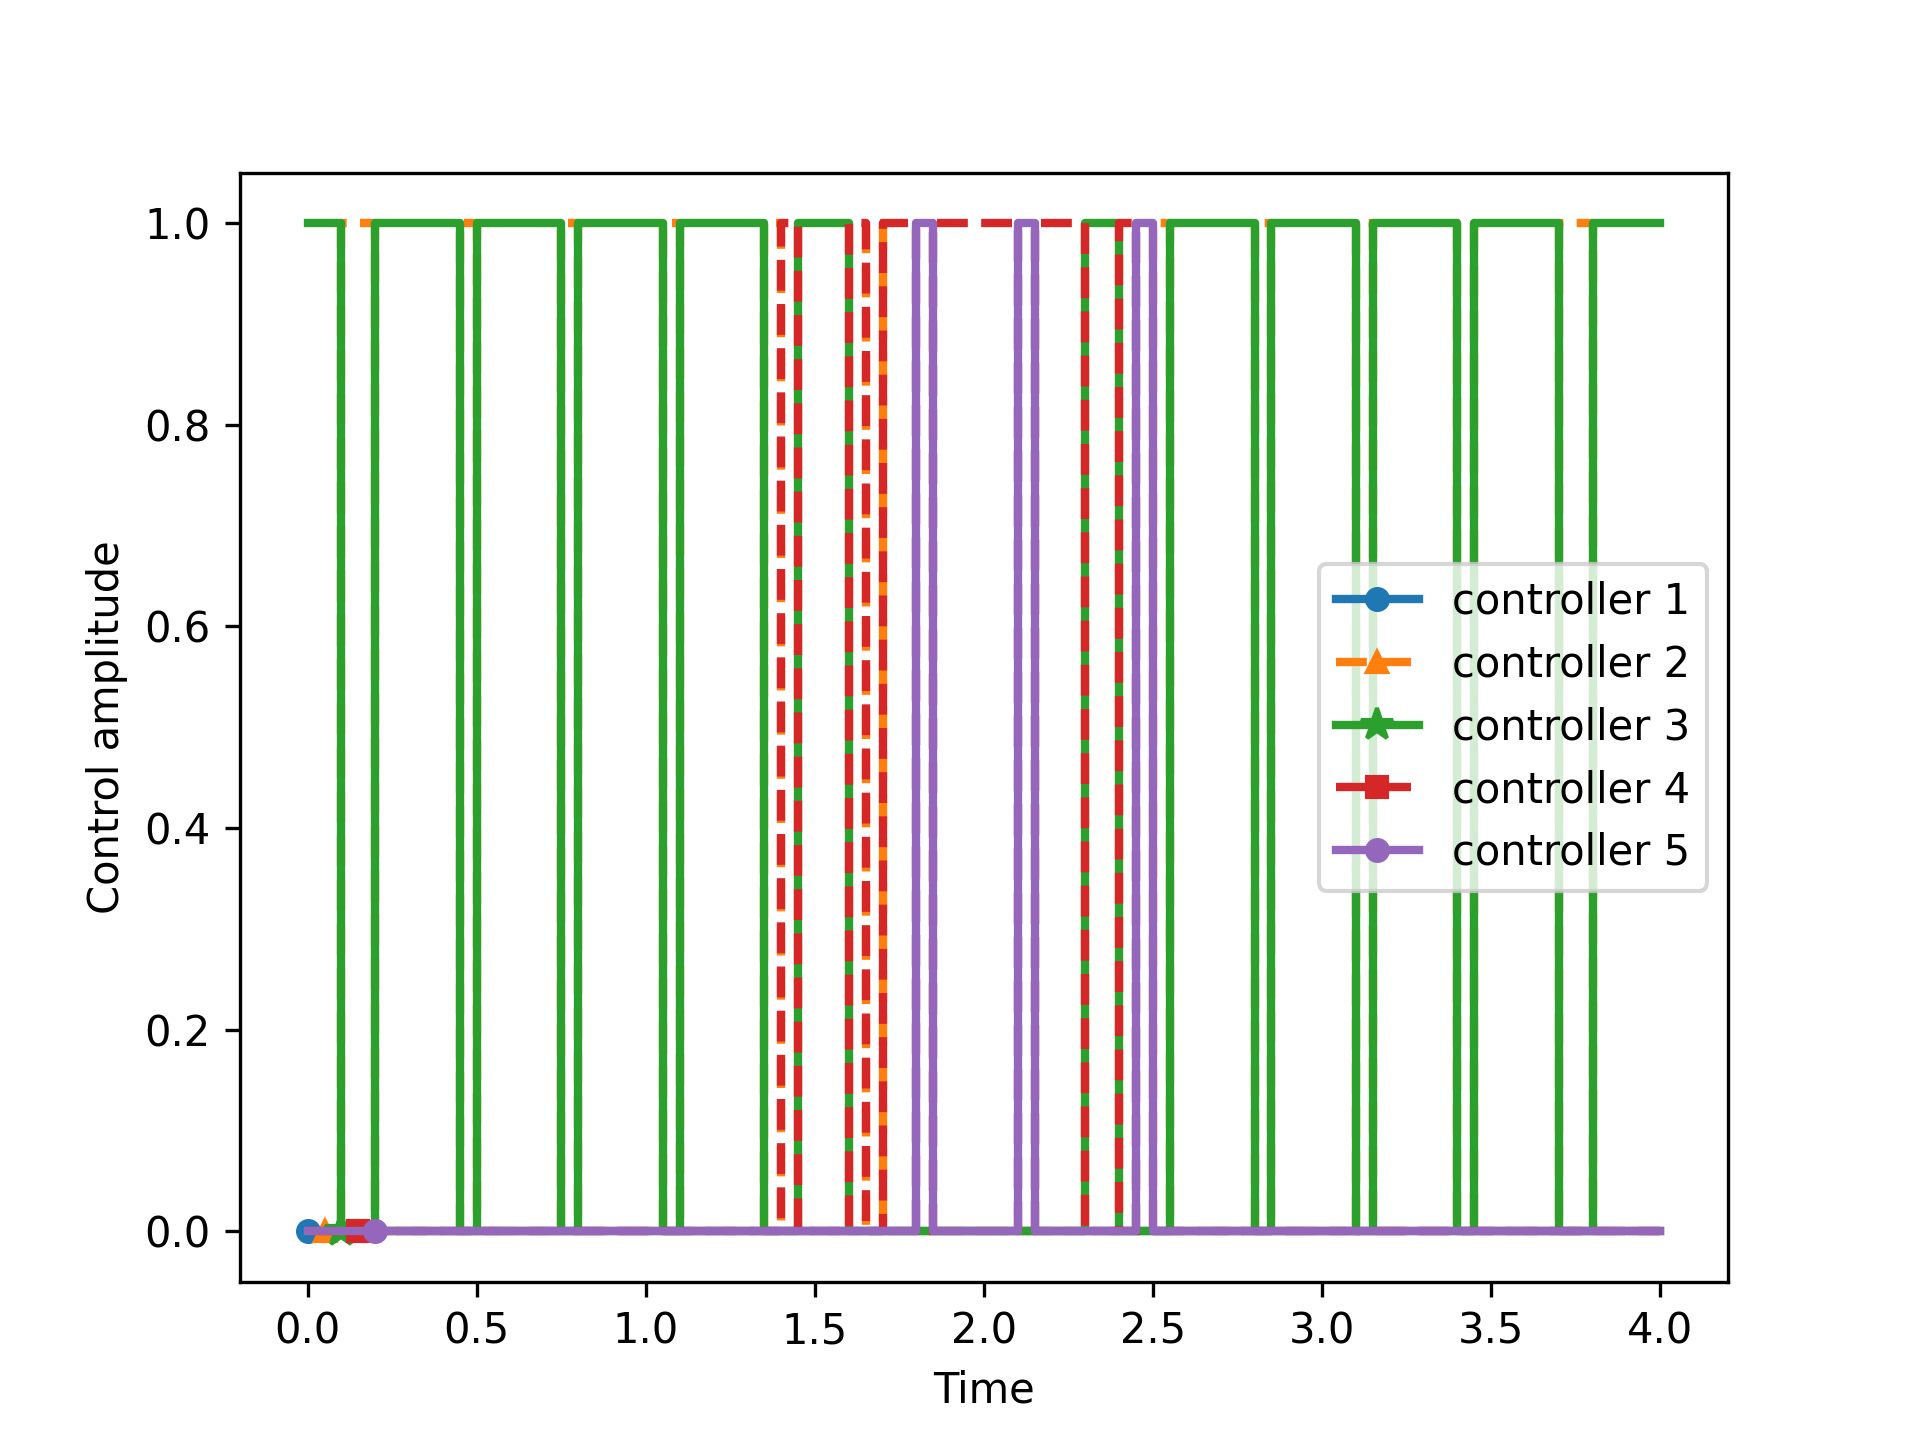 1.0
0.8
0.6
0.4
0.2
0.0
Control amplitude
controller 1
controller 2
controller 3
controller 4
controller 5
0.0 0.5 1.0 1.5 2.0 2.5 3.0 3.5 4.0
Time